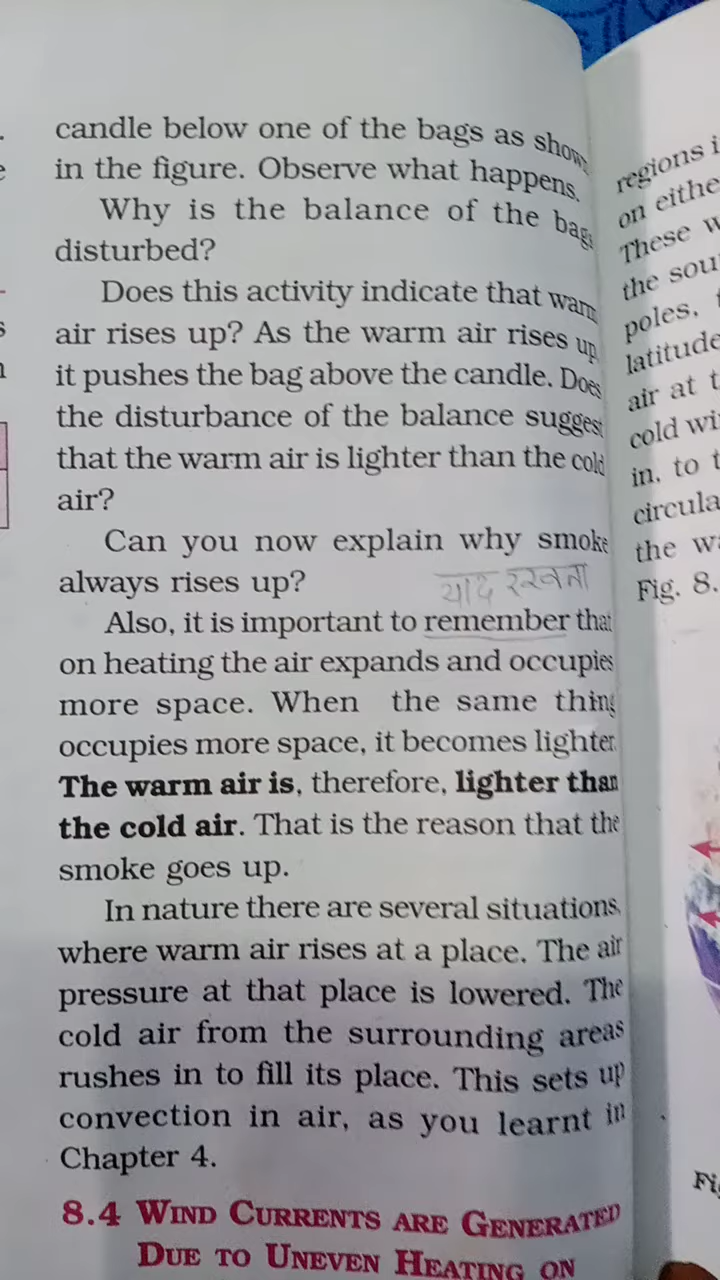 candle below one of the bags as shown
in the figure. Observe what happens.
Why is the balance of the bags
disturbed?
Does this activity indicate that warm
air rises up? As the warm air rises up,
it pushes the bag above the candle. Does
the disturbance of the balance suggest
that the warm air is lighter than the cold
air?
Can you now explain why smoke
always rises up?
याद रखना
Also, it is important to remember that
on heating the air expands and occupies
more space. When the same thing
occupies more space, it becomes lighter.
The warm air is, therefore, lighter than
the cold air. That is the reason that the
smoke goes up.
In nature there are several situations
where warm air rises at a place. The air
pressure at that place is lowered. The
cold air from the surrounding areas
rushes in to fill its place. This sets up
convection in air, as you learnt in
Chapter 4.
8.4 WIND CURRENTS ARE GENERATED
DUE TO UNEVEN HEATING ON
regions
on
These
the
poles,
air at
cold
in, to
the
Fig. 8.